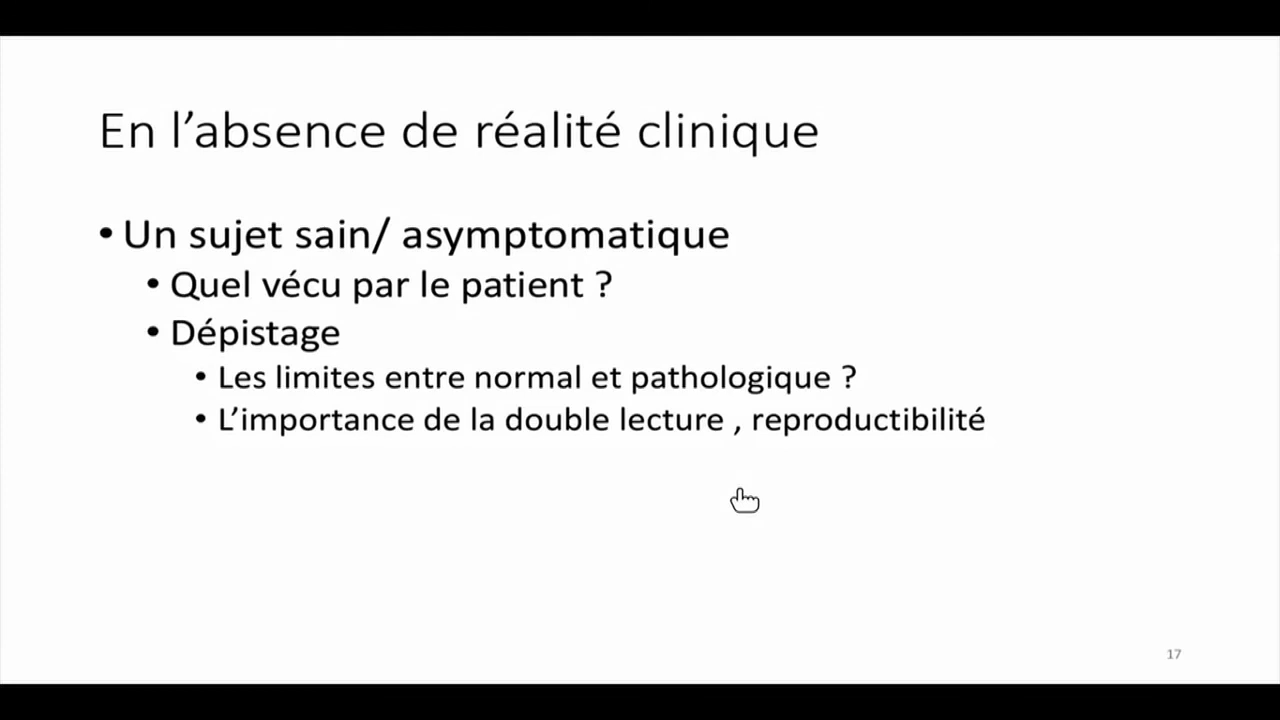 En l’absence de réalité clinique
• Un sujet sain/ asymptomatique
• Quel vécu par le patient ?
• Dépistage
• Les limites entre normal et pathologique ?
• L’importance de la double lecture , reproductibilité
17